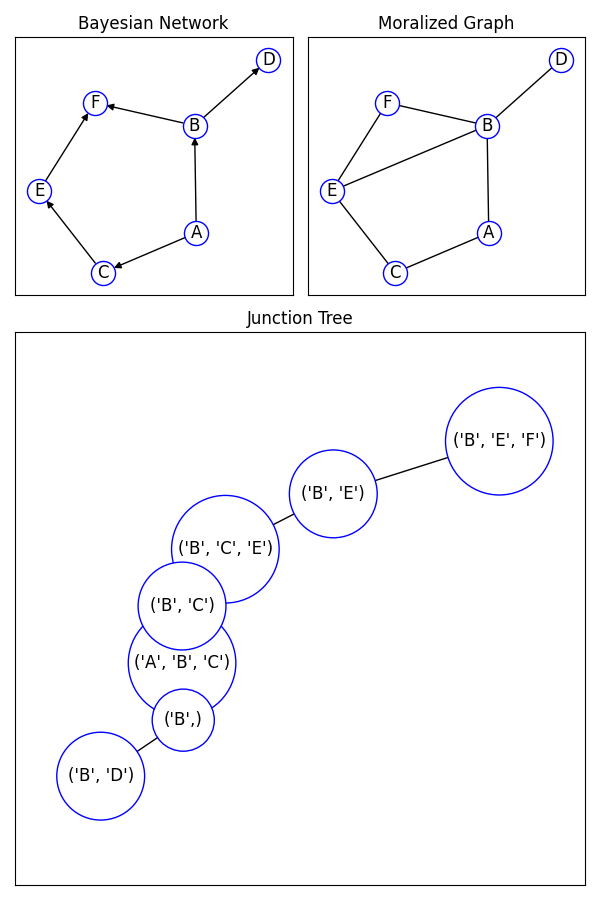 Bayesian Network
Moralized Graph
D
F
B
E
A
C
D
F
B
E
A
C
Junction Tree
('B', 'E', 'F')
('B', 'E')
('B', 'C', 'E')
('B', 'C')
('A', 'B', 'C')
('B',)
('B', 'D')